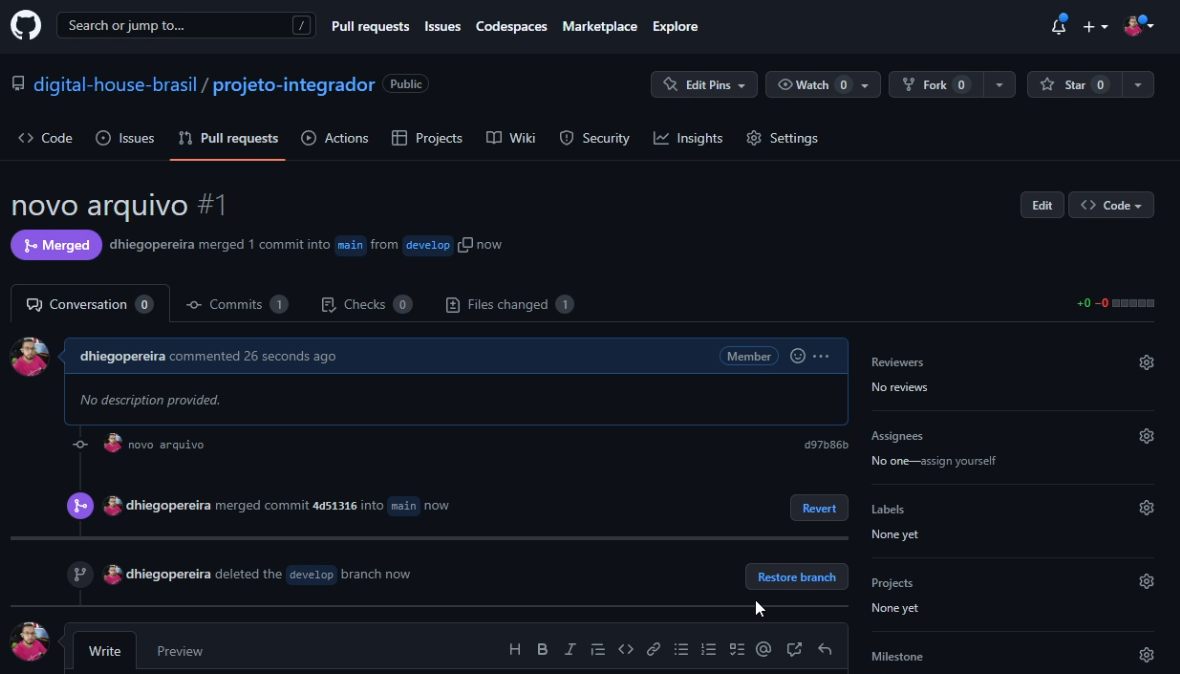 Search or jump to... /
Pull requests Issues Codespaces Marketplace Explore
digital-house-brasil / projeto-integrador Public
Edit Pins Watch 0 Fork 0 Star 0
Code Issues Pull requests Actions Projects Wiki Security Insights Settings
novo arquivo #1
Edit Code
Merged dhiegopereira merged 1 commit into main from develop now
Conversation 0 Commits 1 Checks 0 Files changed 1 +0 −0
dhiegopereira commented 26 seconds ago Member ...
No description provided.
novo arquivo d97b86b
dhiegopereira merged commit 4d51316 into main now Revert
dhiegopereira deleted the develop branch now Restore branch
Write Preview
Reviewers
No reviews
Assignees
No one—assign yourself
Labels
None yet
Projects
None yet
Milestone